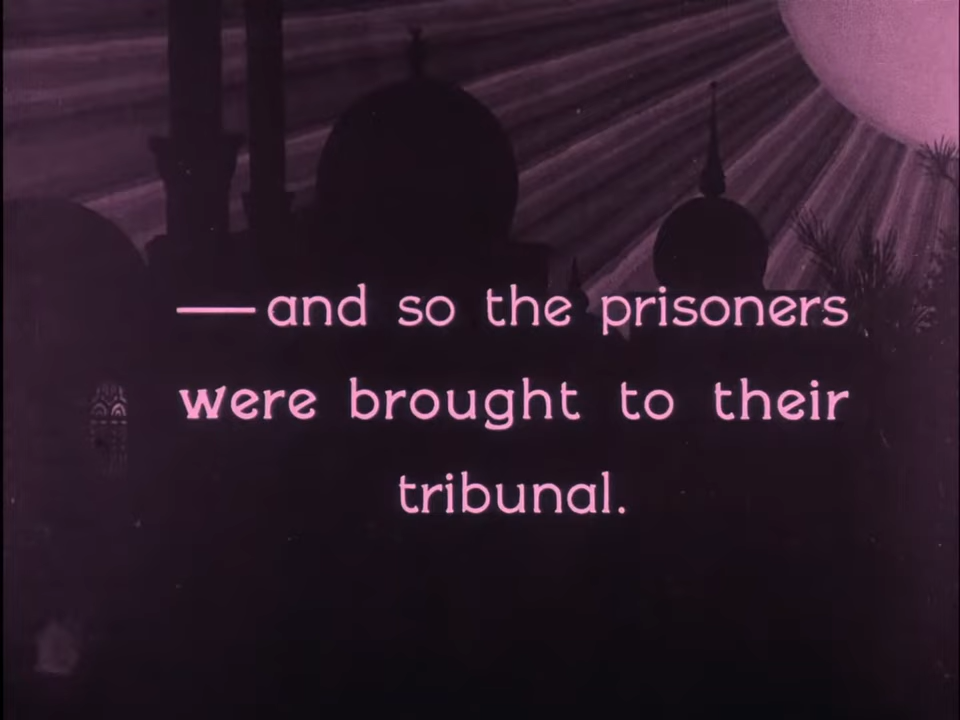 —and so the prisoners
were brought to their
tribunal.